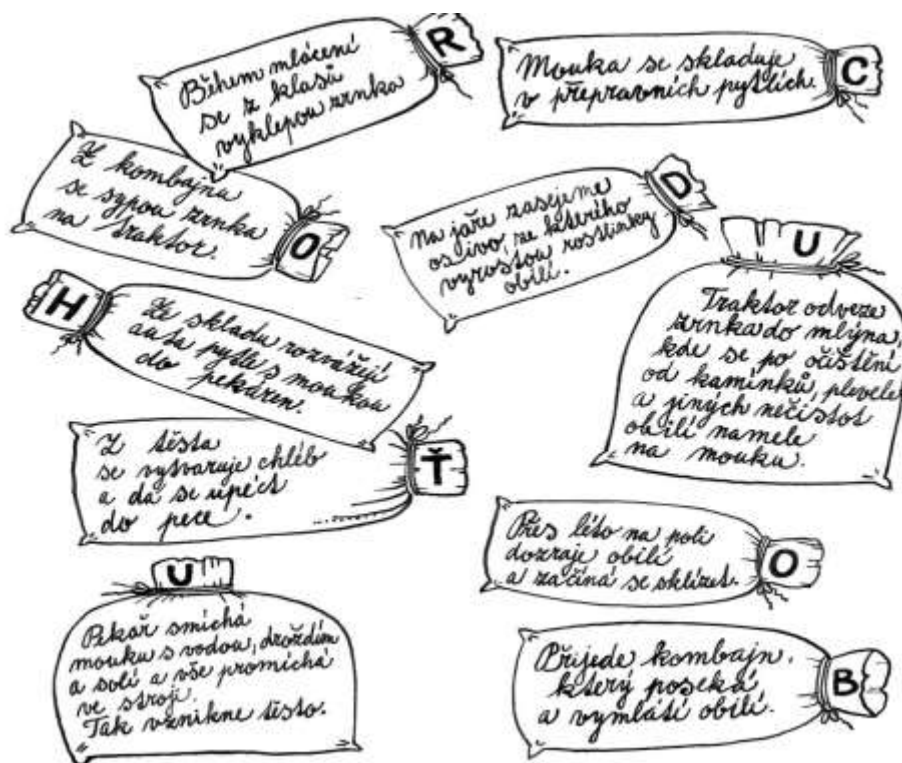 Během mlácení
se z klasů
vyklepou zrnka
R
Mouka se skladuje
v přepravních pytlích.
C
Z kombajnu
se sypou zrnka
na traktor.
O
Na jaře zasejeme
osivo, ze kterého
vyrostou rostlinky
obilí.
D
U
Traktor odveze
zrnka do mlýna,
kde se po očištění
od kamínků, plevele
a jiných nečistot
obilí namele
na mouku.
H
Ze skladu rozvážejí
auta pytle s moukou
do pekáren.
Z těsta
se vytvaruje chléb
a dá se upéct
do pece.
Ť
Přes léto na poli
dozraje obilí
a začíná se sklízet.
O
U
Pekař smíchá
mouku s vodou, droždím
a solí a vše promíchá
ve stroji.
Tak vznikne těsto.
Přijede kombajn,
který poseká
a vymlátí obilí.
B